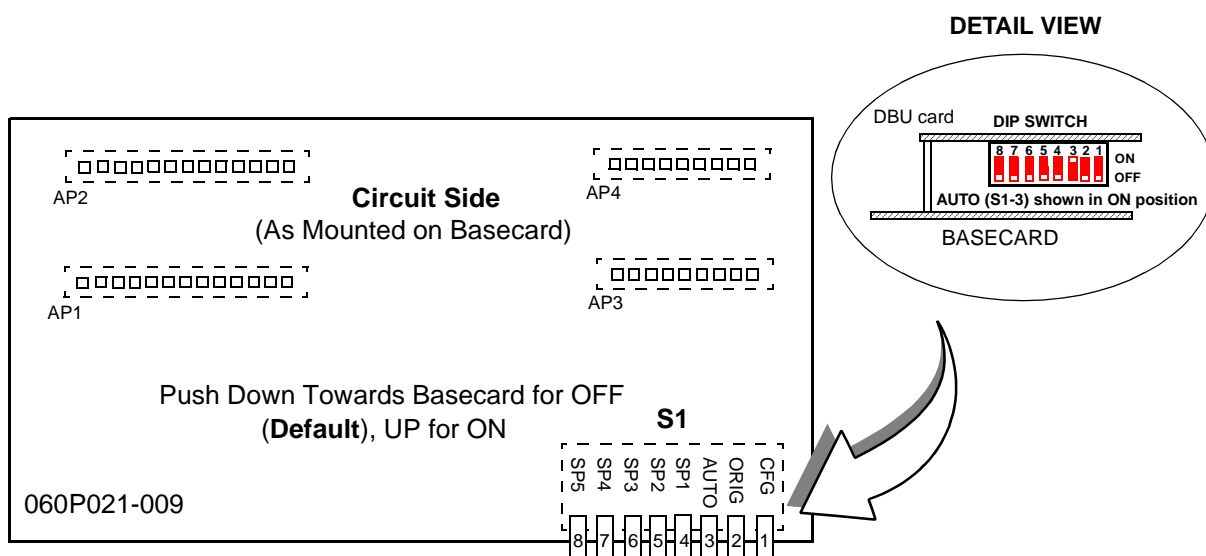 DETAIL VIEW
DBU card
DIP SWITCH
8 7 6 5 4 3 2 1
ON
OFF
AUTO (S1-3) shown in ON position
BASECARD
AP2
AP4
Circuit Side
(As Mounted on Basecard)
AP1
AP3
Push Down Towards Basecard for OFF
(Default), UP for ON
S1
SP5 SP4 SP3 SP2 SP1 AUTO ORIG CFG
060P021-009
8 7 6 5 4 3 2 1